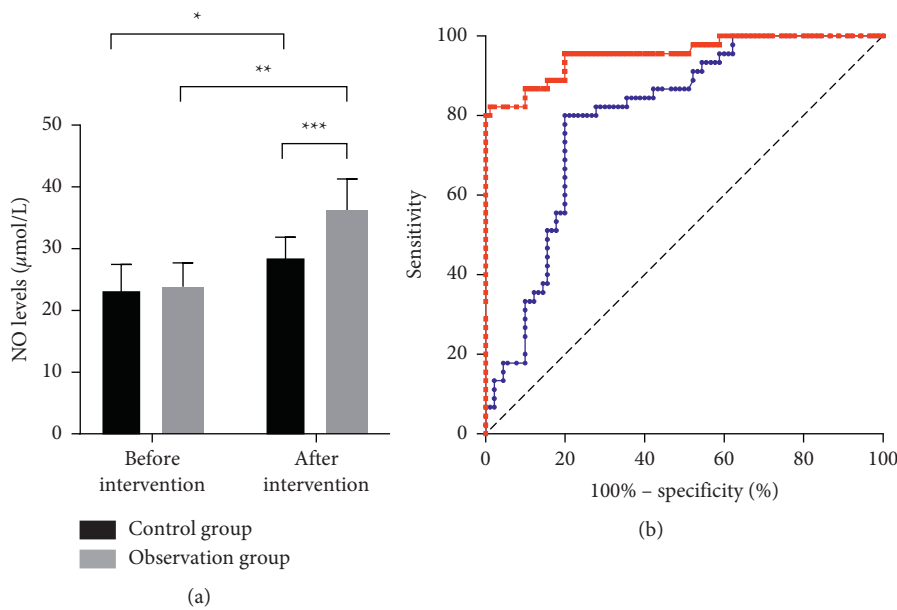 *
**
***
50
40
30
20
10
0
NO levels (μmol/L)
Before
intervention
After
intervention
Control group
Observation group
(a)
100
80
60
40
20
0
Sensitivity
0 20 40 60 80 100
100% – specificity (%)
(b)